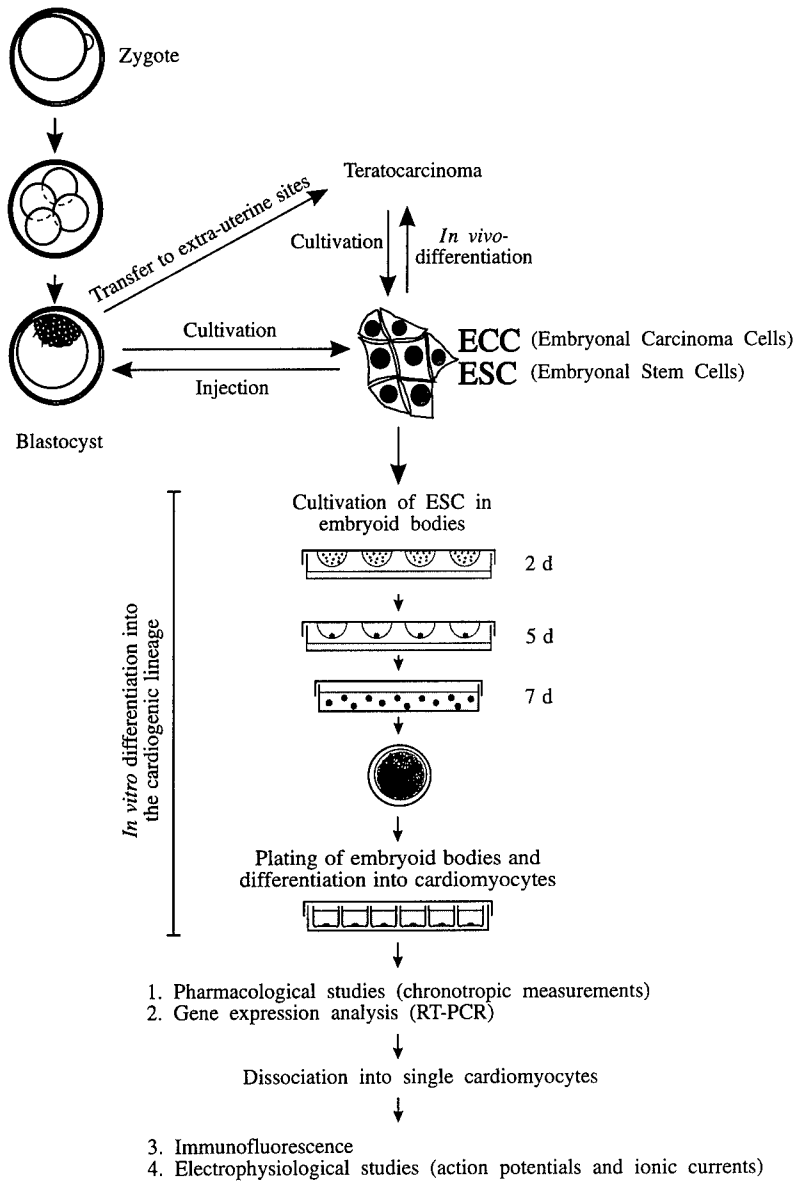 Zygote
Teratocarcinoma
Transfer to extra-uterine sites
Cultivation
In vivo-
differentiation
Cultivation
Injection
ECC (Embryonal Carcinoma Cells)
ESC (Embryonal Stem Cells)
Blastocyst
Cultivation of ESC in
embryoid bodies
2 d
5 d
7 d
In vitro differentiation into
the cardiogenic lineage
Plating of embryoid bodies and
differentiation into cardiomyocytes
1. Pharmacological studies (chronotropic measurements)
2. Gene expression analysis (RT-PCR)
Dissociation into single cardiomyocytes
3. Immunofluorescence
4. Electrophysiological studies (action potentials and ionic currents)